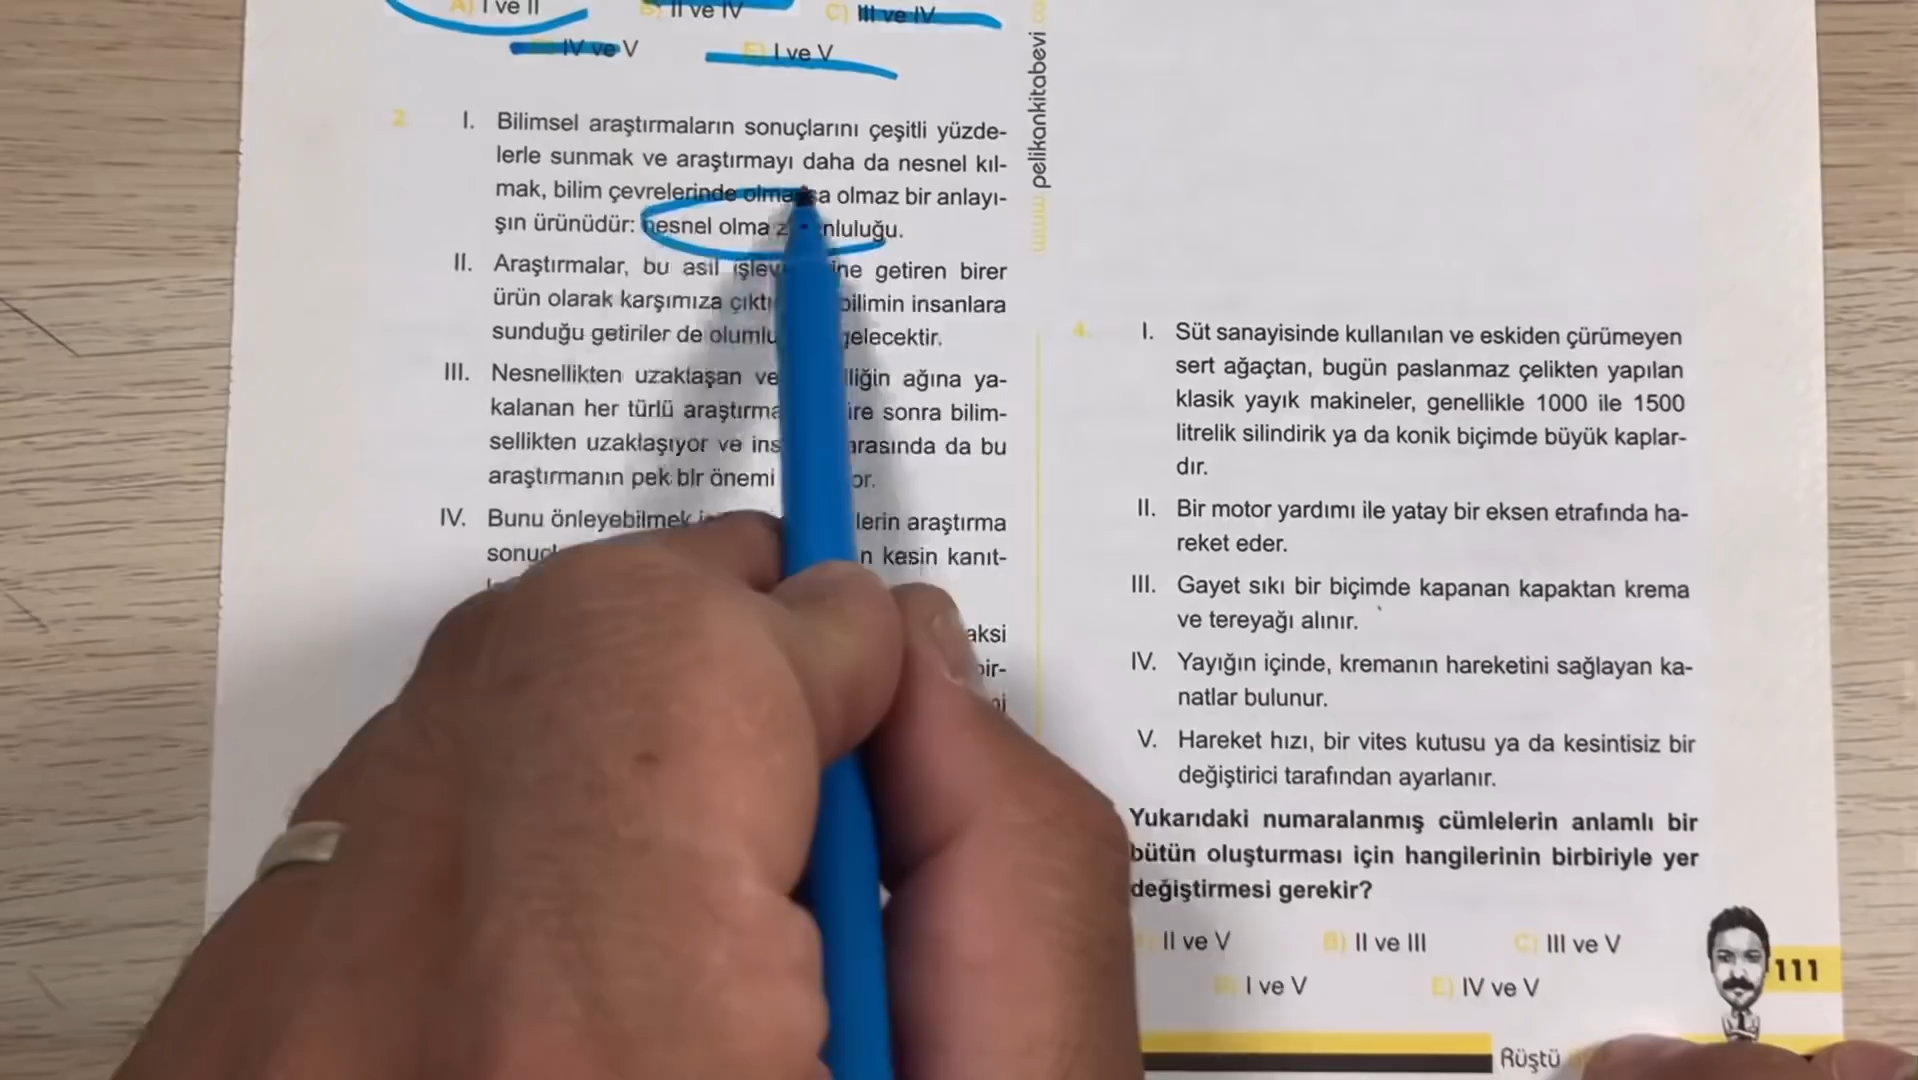 A) I ve II B) II ve IV C) III ve IV
IV ve V E) I ve V
2. I. Bilimsel araştırmaların sonuçlarını çeşitli yüzde-
lerle sunmak ve araştırmayı daha da nesnel kıl-
mak, bilim çevrelerinde olmazsa olmaz bir anlayı-
şın ürünüdür: nesnel olma
II. Araştırmalar, bu asıl getiren birer
ürün olarak karşımıza bilimin insanlara
sunduğu getiriler de gelecektir.
III. Nesnellikten uzaklaşan ağına ya-
kalanan her türlü sonra bilim-
sellikten uzaklaşıyor ve da bu
araştırmanın pek bir önemi
IV. Bunu önleyebilmek araştırma
kesin kanıt-
aksi
www.pelikankitabevi
4. I. Süt sanayisinde kullanılan ve eskiden çürümeyen
sert ağaçtan, bugün paslanmaz çelikten yapılan
klasik yayık makineler, genellikle 1000 ile 1500
litrelik silindirik ya da konik biçimde büyük kaplar-
dır.
II. Bir motor yardımı ile yatay bir eksen etrafında ha-
reket eder.
III. Gayet sıkı bir biçimde kapanan kapaktan krema
ve tereyağı alınır.
IV. Yayığın içinde, kremanın hareketini sağlayan ka-
natlar bulunur.
V. Hareket hızı, bir vites kutusu ya da kesintisiz bir
değiştirici tarafından ayarlanır.
Yukarıdaki numaralanmış cümlelerin anlamlı bir
bütün oluşturması için hangilerinin birbiriyle yer
değiştirmesi gerekir?
II ve V B) II ve III C) III ve V
I ve V E) IV ve V
111
Rüştü